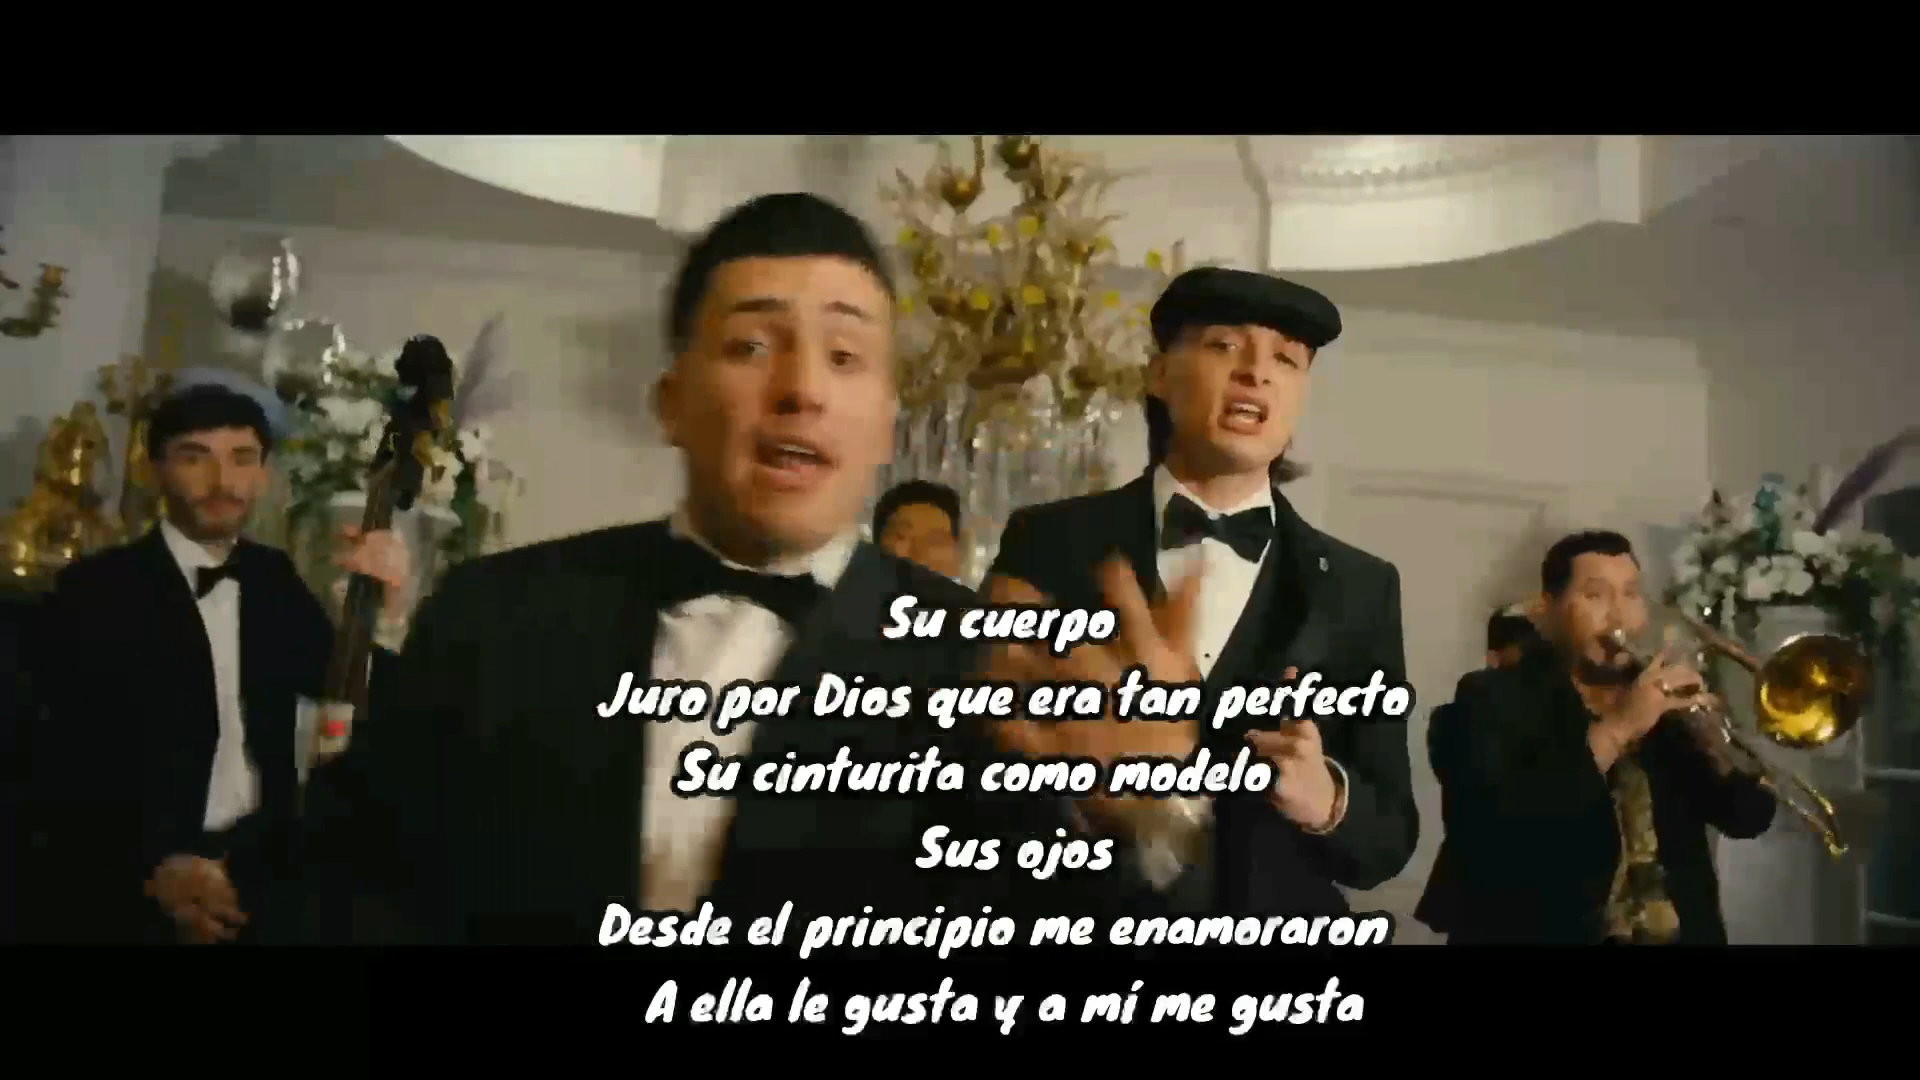 Su cuerpo
Juro por Dios que era tan perfecto
Su cinturita como modelo
Sus ojos
Desde el principio me enamoraron
A ella le gusta y a mí me gusta